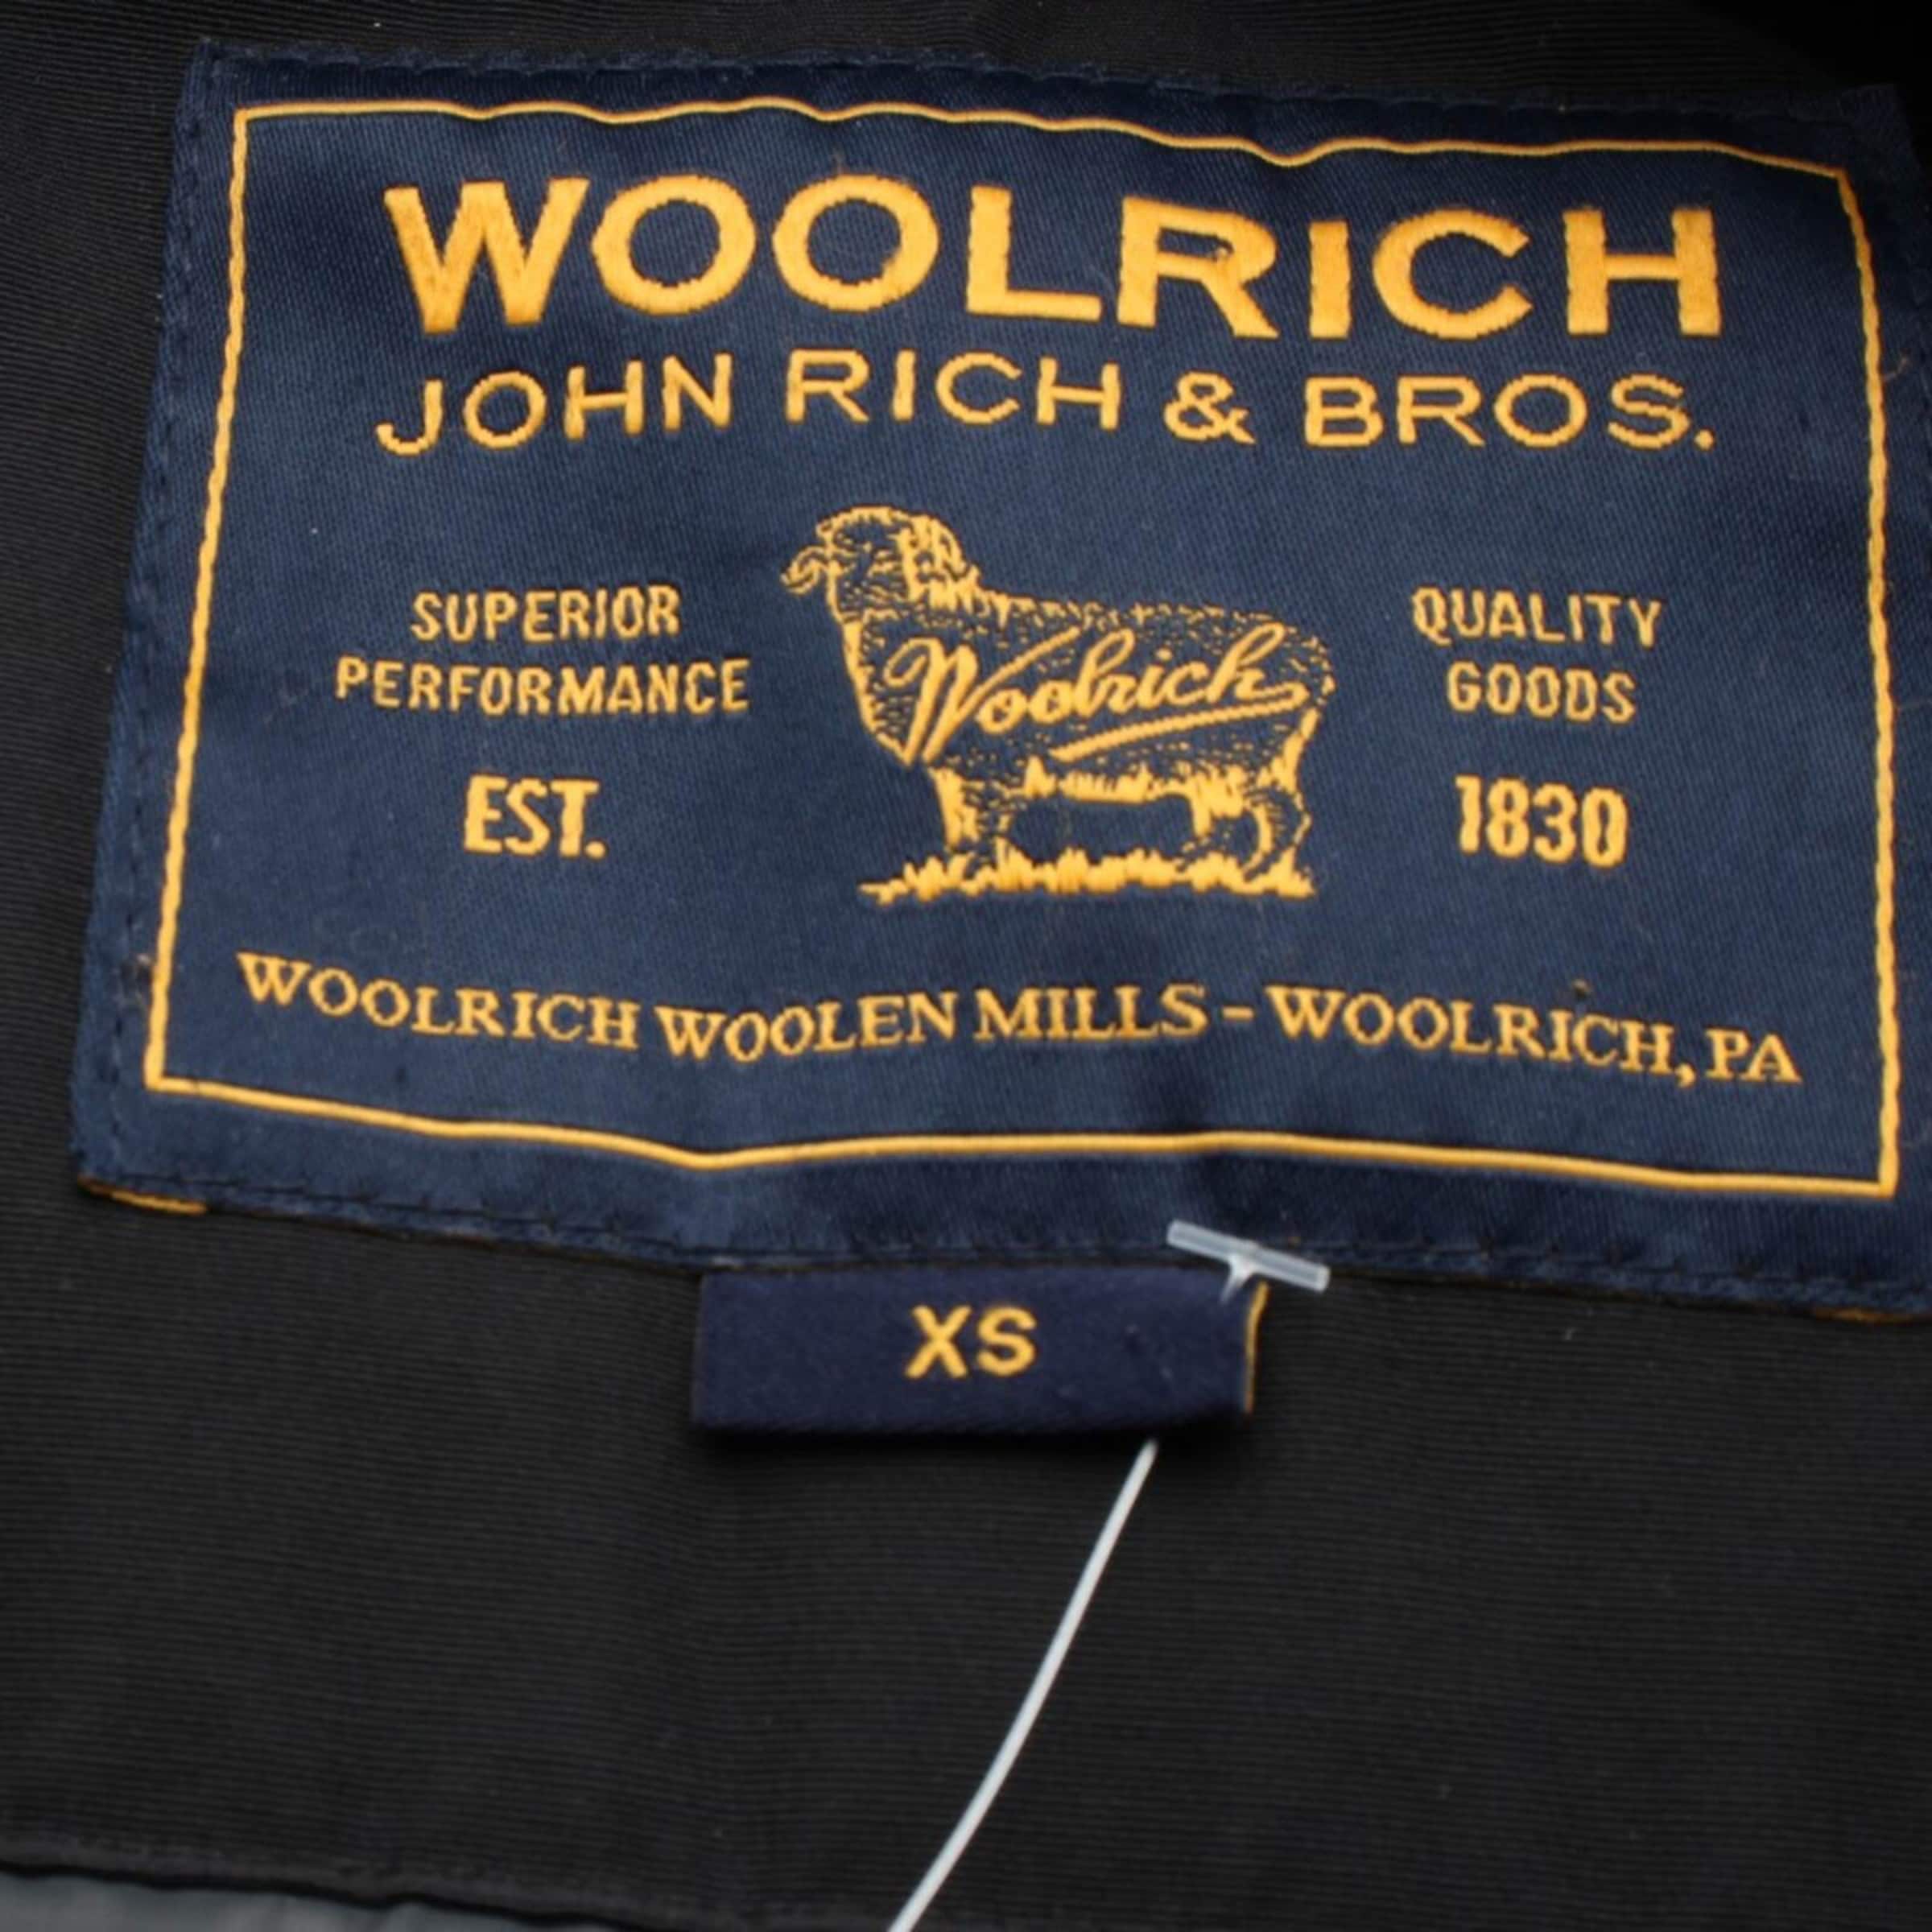 WOOLRICH
JOHN RICH & BROS.
SUPERIOR
PERFORMANCE
EST.
Woolrich
QUALITY
GOODS
1830
WOOLRICH WOOLEN MILLS - WOOLRICH, PA
XS